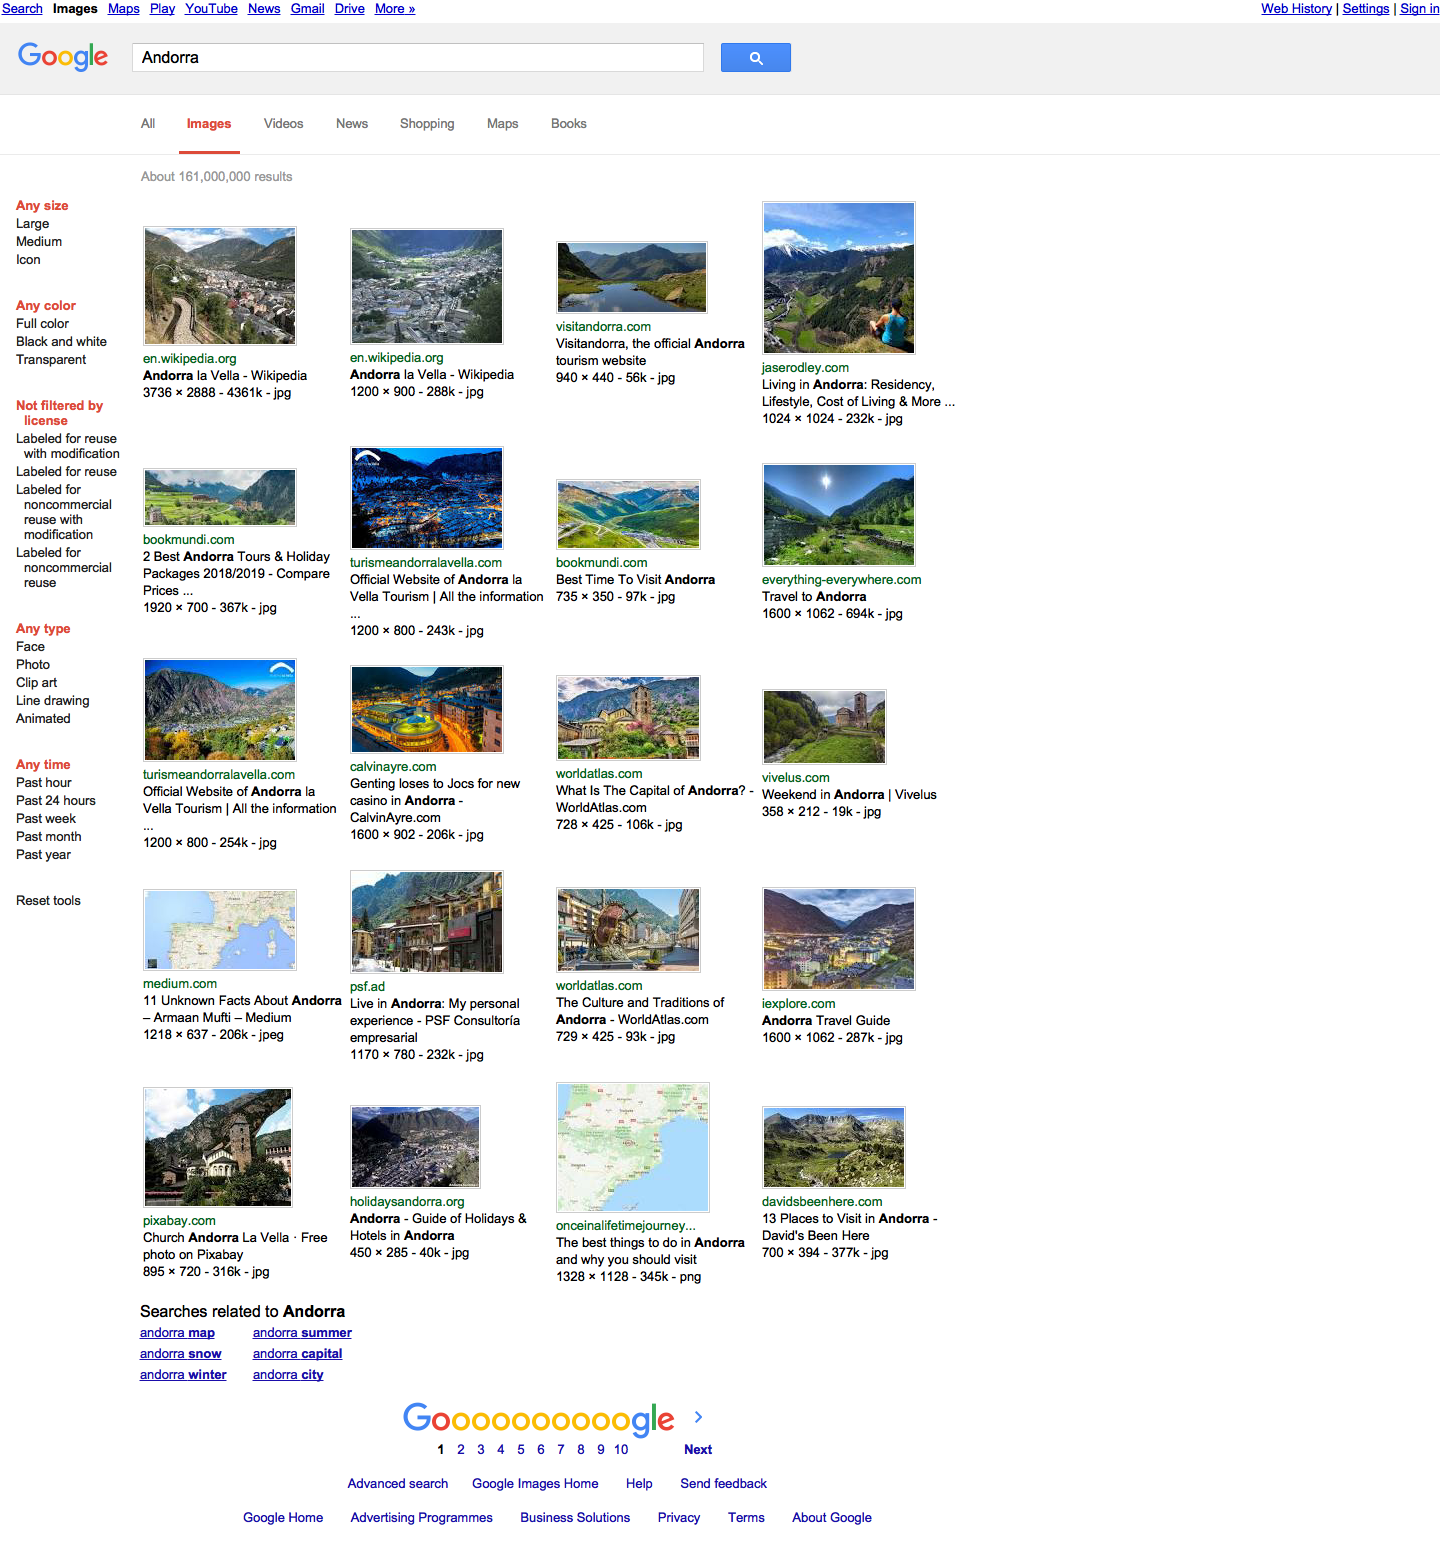 Search Images Maps Play YouTube News Gmail Drive More »
Web History | Settings | Sign in
Google
Andorra
All Images Videos News Shopping Maps Books
About 161,000,000 results
Any size
Large
Medium
Icon
Any color
Full color
Black and white
Transparent
Not filtered by
license
Labeled for reuse
with modification
Labeled for reuse
Labeled for
noncommercial
reuse with
modification
Labeled for
noncommercial
reuse
Any type
Face
Photo
Clip art
Line drawing
Animated
Any time
Past hour
Past 24 hours
Past week
Past month
Past year
Reset tools
en.wikipedia.org
Andorra la Vella - Wikipedia
3736 × 2888 - 4361k - jpg
en.wikipedia.org
Andorra la Vella - Wikipedia
1200 × 900 - 288k - jpg
visitandorra.com
Visitandorra, the official Andorra
tourism website
940 × 440 - 56k - jpg
jaserodley.com
Living in Andorra: Residency,
Lifestyle, Cost of Living & More ...
1024 × 1024 - 232k - jpg
bookmundi.com
2 Best Andorra Tours & Holiday
Packages 2018/2019 - Compare
Prices ...
1920 × 700 - 367k - jpg
turismeandorralavella.com
Official Website of Andorra la
Vella Tourism | All the information
...
1200 × 800 - 243k - jpg
bookmundi.com
Best Time To Visit Andorra
735 × 350 - 97k - jpg
everything-everywhere.com
Travel to Andorra
1600 × 1062 - 694k - jpg
turismeandorralavella.com
Official Website of Andorra la
Vella Tourism | All the information
...
1200 × 800 - 254k - jpg
calvinayre.com
Genting loses to Jocs for new
casino in Andorra -
CalvinAyre.com
1600 × 902 - 206k - jpg
worldatlas.com
What Is The Capital of Andorra? -
WorldAtlas.com
728 × 425 - 106k - jpg
vivelus.com
Weekend in Andorra | Vivelus
358 × 212 - 19k - jpg
medium.com
11 Unknown Facts About Andorra
– Armaan Mufti – Medium
1218 × 637 - 206k - jpeg
psf.ad
Live in Andorra: My personal
experience - PSF Consultoría
empresarial
1170 × 780 - 232k - jpg
worldatlas.com
The Culture and Traditions of
Andorra - WorldAtlas.com
729 × 425 - 93k - jpg
iexplore.com
Andorra Travel Guide
1600 × 1062 - 287k - jpg
pixabay.com
Church Andorra La Vella · Free
photo on Pixabay
895 × 720 - 316k - jpg
holidaysandorra.org
Andorra - Guide of Holidays &
Hotels in Andorra
450 × 285 - 40k - jpg
onceinalifetimejourney...
The best things to do in Andorra
and why you should visit
1328 × 1128 - 345k - png
davidsbeenhere.com
13 Places to Visit in Andorra -
David's Been Here
700 × 394 - 377k - jpg
Searches related to Andorra
andorra map andorra summer
andorra snow andorra capital
andorra winter andorra city
Goooooooooogle
1 2 3 4 5 6 7 8 9 10 Next
Advanced search Google Images Home Help Send feedback
Google Home Advertising Programmes Business Solutions Privacy Terms About Google